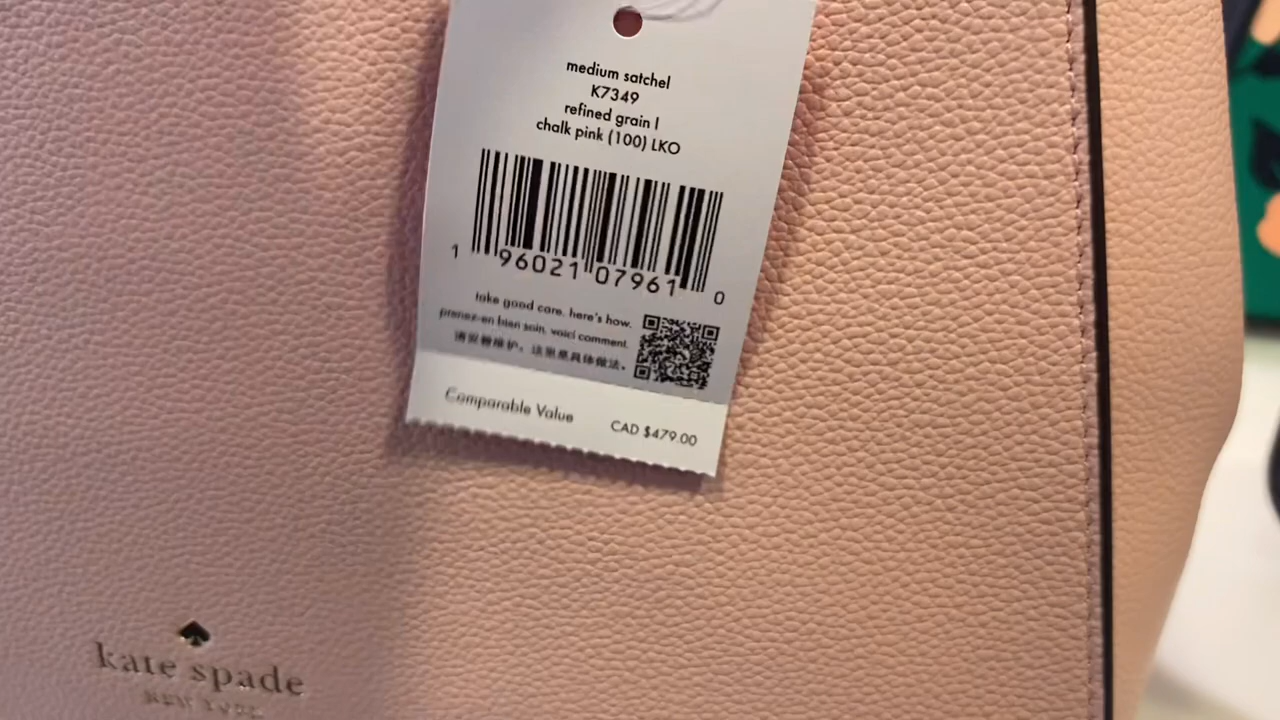 medium satchel
K7349
refined grain l
chalk pink (100) LKO
1 96021 07961 0
take good care. here's how.
prenez-en bien soin. voici comment.
请妥善维护。这里是具体做法。
Comparable Value CAD $479.00
kate spade
NEW YORK